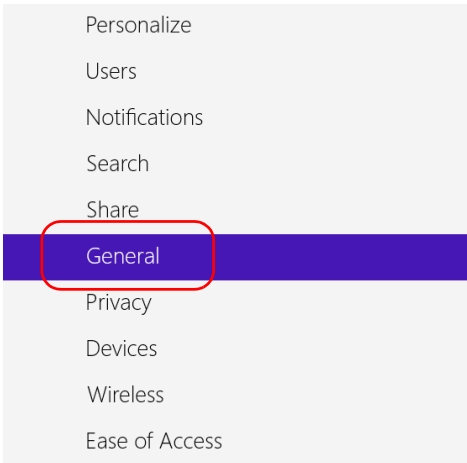 Personalize
Users
Notifications
Search
Share
General
Privacy
Devices
Wireless
Ease of Access